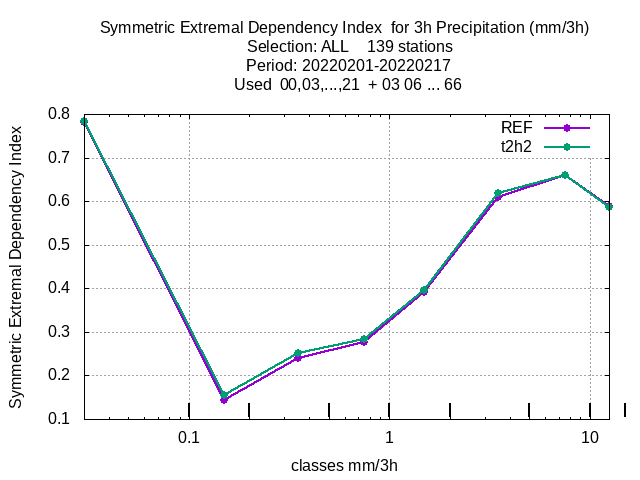 Symmetric Extremal Dependency Index  for 3h Precipitation (mm/3h)
Selection: ALL    139 stations
Period: 20220201-20220217
Used  00,03,...,21  + 03 06 ... 66
REF
t2h2
0.8
0.7
0.6
0.5
0.4
0.3
0.2
0.1
Symmetric Extremal Dependency Index
0.1
1
10
classes mm/3h